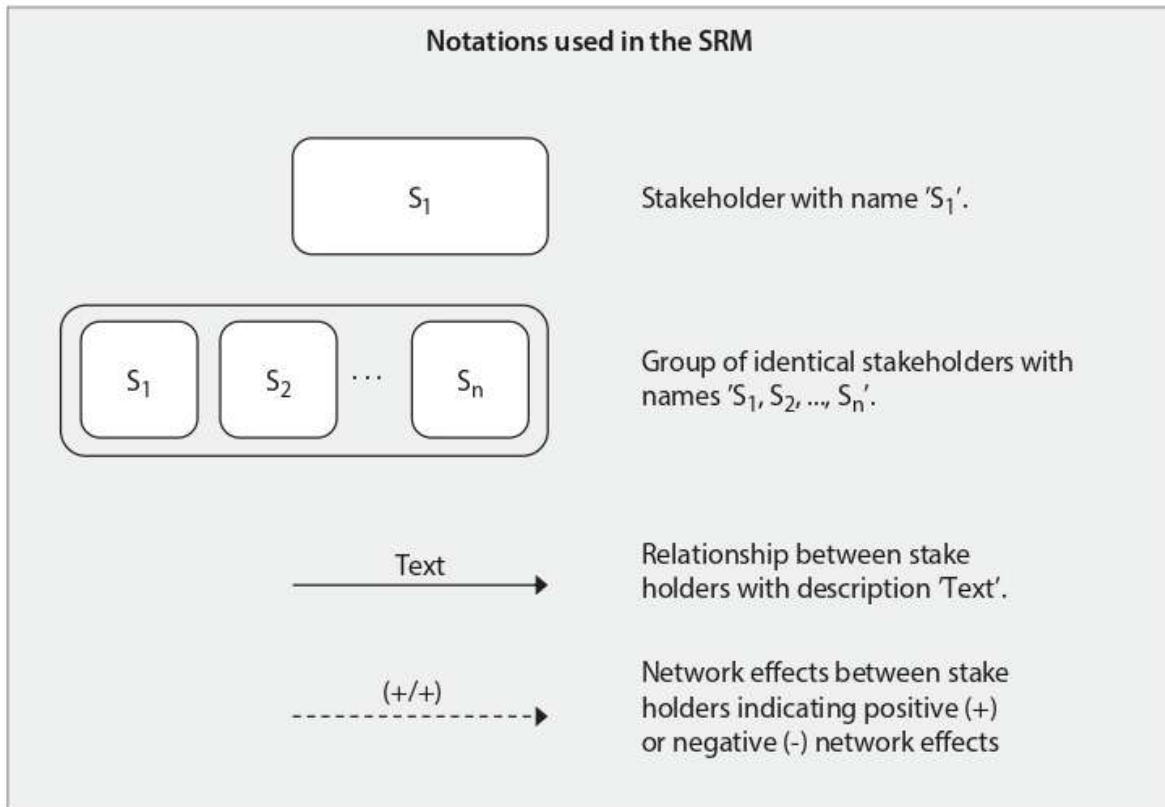 Notations used in the SRM
S₁
Stakeholder with name ‘S₁’.
S₁ S₂ ... Sₙ
Group of identical stakeholders with
names ‘S₁, S₂, ..., Sₙ’.
Text
Relationship between stake
holders with description ‘Text’.
(+/+)
Network effects between stake
holders indicating positive (+)
or negative (-) network effects